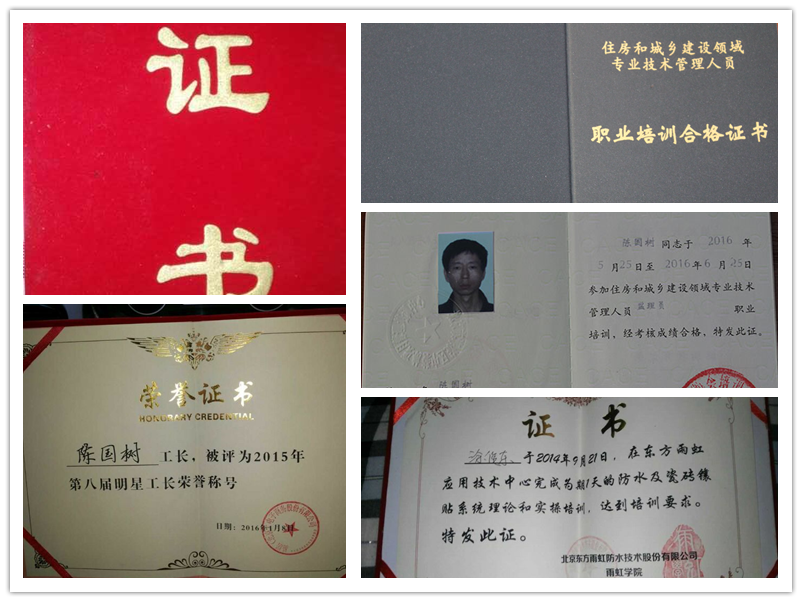 证
书
住房和城乡建设领域
专业技术管理人员
职业培训合格证书
陈国树 同志于 2016 年
5 月 25 日至 2016 年 6 月 25 日
参加住房和城乡建设领域专业技术
管理人员 监理员 职业
培训，经考核成绩合格，特发此证。
陈国树
荣誉证书
HONORARY CREDENTIAL
陈国树 工长，被评为2015年
第八届明星工长荣誉称号
日期：2016年1月8日
证 书
于2014年9月21日，在东方雨虹
应用技术中心完成为期1天的防水及瓷砖镶
贴系统理论和实操培训，达到培训要求。
特发此证。
北京东方雨虹防水技术股份有限公司
雨虹学院